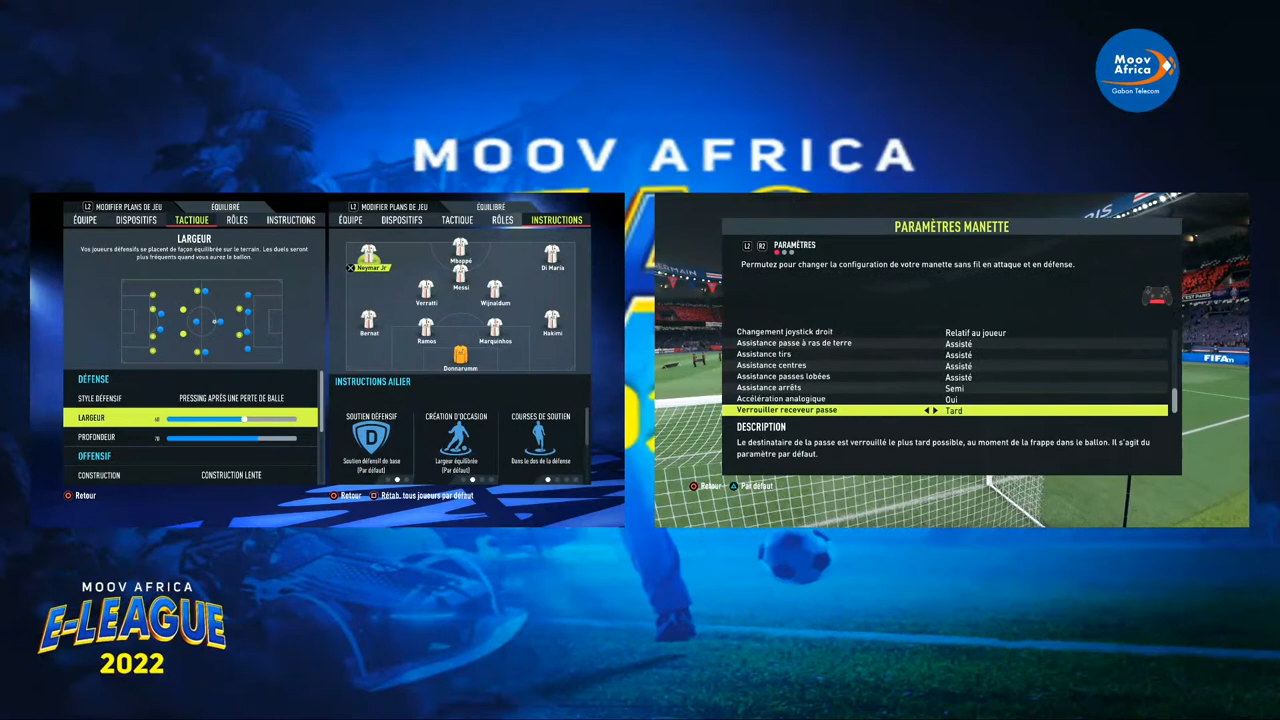 Moov
Africa
Gabon Telecom
MOOV AFRICA
L2 MODIFIER PLANS DE JEU
ÉQUILIBRÉ
ÉQUIPE
DISPOSITIFS
TACTIQUE
RÔLES
INSTRUCTIONS
LARGEUR
Vos joueurs défensifs se placent de façon équilibrée sur le terrain. Les duels seront
plus fréquents quand vous aurez le ballon.
DÉFENSE
STYLE DÉFENSIF
PRESSING APRÈS UNE PERTE DE BALLE
LARGEUR
PROFONDEUR
70
OFFENSIF
CONSTRUCTION
CONSTRUCTION LENTE
Retour
L2 MODIFIER PLANS DE JEU
ÉQUILIBRÉ
ÉQUIPE
DISPOSITIFS
TACTIQUE
RÔLES
INSTRUCTIONS
Neymar Jr
Mbappé
Di Maria
Messi
Verratti
Wijnaldum
Bernat
Ramos
Marquinhos
Hakimi
Donnarumm
INSTRUCTIONS AILIER
SOUTIEN DÉFENSIF
CRÉATION D'OCCASION
COURSES DE SOUTIEN
D
Soutien défensif de base
(Par défaut)
Largeur équilibrée
(Par défaut)
Dans le dos de la défense
Retour
Rétab. tous joueurs par défaut
PARAMÈTRES MANETTE
L2 R2 PARAMÈTRES
Permutez pour changer la configuration de votre manette sans fil en attaque et en défense.
Changement joystick droit
Relatif au joueur
Assistance passe à ras de terre
Assisté
Assistance tirs
Assisté
Assistance centres
Assisté
Assistance passes lobées
Assisté
Assistance arrêts
Semi
Accélération analogique
Oui
Verrouiller receveur passe
Tard
DESCRIPTION
Le destinataire de la passe est verrouillé le plus tard possible, au moment de la frappe dans le ballon. Il s'agit du
paramètre par défaut.
Retour
Par défaut
MOOV AFRICA
E-LEAGUE
2022